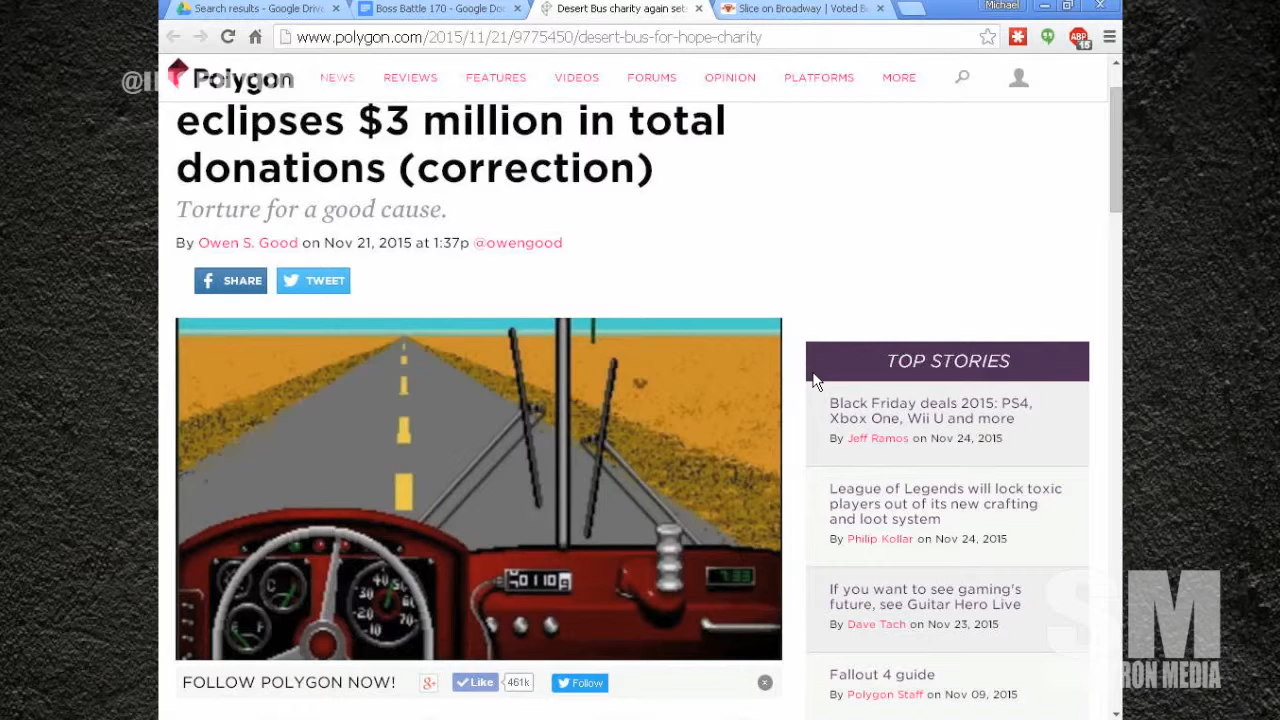 Search results - Google Drive
Boss Battle 170 - Google Do
Desert Bus charity again set
Slice on Broadway | Voted B
Michael
www.polygon.com/2015/11/21/9775450/desert-bus-for-hope-charity
ABP
15
Polygon
NEWS
REVIEWS
FEATURES
VIDEOS
FORUMS
OPINION
PLATFORMS
MORE
eclipses $3 million in total
donations (correction)
Torture for a good cause.
By Owen S. Good on Nov 21, 2015 at 1:37p @owengood
SHARE
TWEET
TOP STORIES
Black Friday deals 2015: PS4,
Xbox One, Wii U and more
By Jeff Ramos on Nov 24, 2015
League of Legends will lock toxic
players out of its new crafting
and loot system
By Philip Kollar on Nov 24, 2015
If you want to see gaming's
future, see Guitar Hero Live
By Dave Tach on Nov 23, 2015
Fallout 4 guide
By Polygon Staff on Nov 09, 2015
FOLLOW POLYGON NOW!
Like
461k
Follow
SM
RON MEDIA